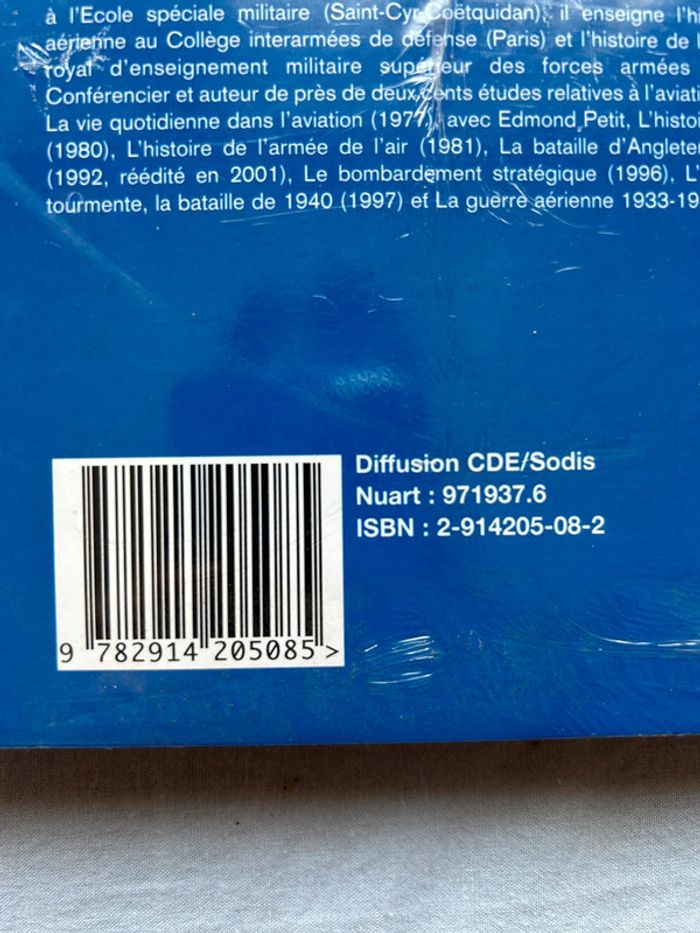 à l'Ecole spéciale militaire (Saint-Cyr Coëtquidan), il enseigne l'h
aérienne au Collège interarmées de défense (Paris) et l'histoire de l
royal d'enseignement militaire supérieur des forces armées
Conférencier et auteur de près de deux cents études relatives à l'aviati
La vie quotidienne dans l'aviation (1977), avec Edmond Petit, L'histoi
(1980), L'histoire de l'armée de l'air (1981), La bataille d'Angleter
(1992, réédité en 2001), Le bombardement stratégique (1996), L'
tourmente, la bataille de 1940 (1997) et La guerre aérienne 1933-19
Diffusion CDE/Sodis
Nuart : 971937.6
ISBN : 2-914205-08-2
9 782914 205085 >